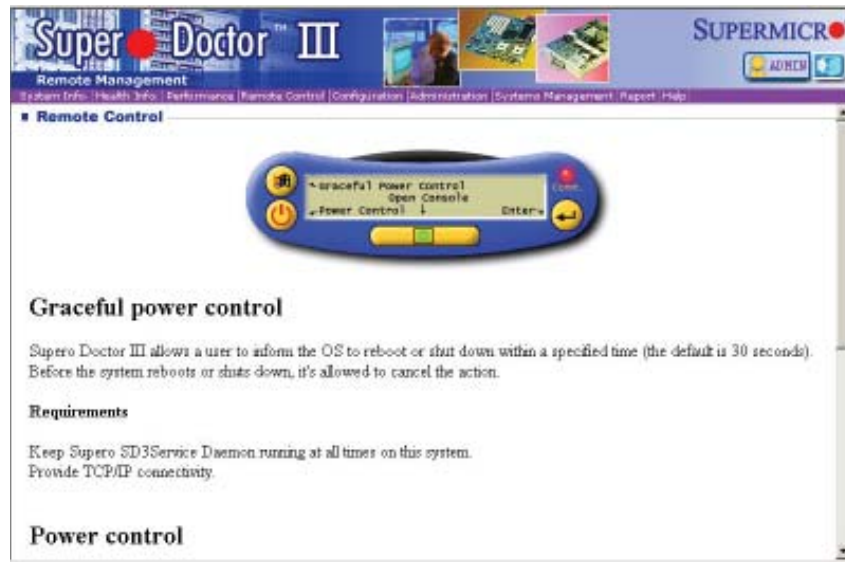 Super Doctor™ III
SUPERMICR
Remote Management
ADMIN
System Info | Health Info | Performance | Remote Control | Configuration | Administration | Systems Management | Report | Help
Remote Control
Graceful Power Control
Open Console
Power Control
Enter
Comm.
Graceful power control
Supero Doctor III allows a user to inform the OS to reboot or shut down within a specified time (the default is 30 seconds).
Before the system reboots or shuts down, it's allowed to cancel the action.
Requirements
Keep Supero SD3Service Daemon running at all times on this system.
Provide TCP/IP connectivity.
Power control